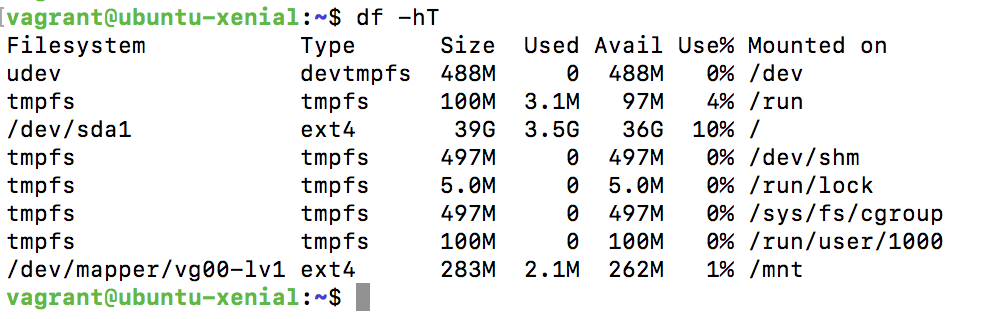 vagrant@ubuntu-xenial:~$ df -hT
Filesystem           Type      Size  Used Avail Use% Mounted on
udev                 devtmpfs  488M     0  488M   0% /dev
tmpfs                tmpfs     100M  3.1M   97M   4% /run
/dev/sda1            ext4       39G  3.5G   36G  10% /
tmpfs                tmpfs     497M     0  497M   0% /dev/shm
tmpfs                tmpfs     5.0M     0  5.0M   0% /run/lock
tmpfs                tmpfs     497M     0  497M   0% /sys/fs/cgroup
tmpfs                tmpfs     100M     0  100M   0% /run/user/1000
/dev/mapper/vg00-lv1 ext4      283M  2.1M  262M   1% /mnt
vagrant@ubuntu-xenial:~$